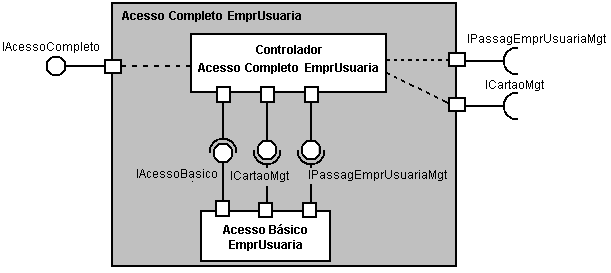 Acesso Completo EmprUsuaria
IAcessoCompleto
Controlador
Acesso Completo EmprUsuaria
IPassagEmprUsuariaMgt
ICartaoMgt
IAcessoBasico
ICartaoMgt
IPassagEmprUsuariaMgt
Acesso Básico
EmprUsuaria